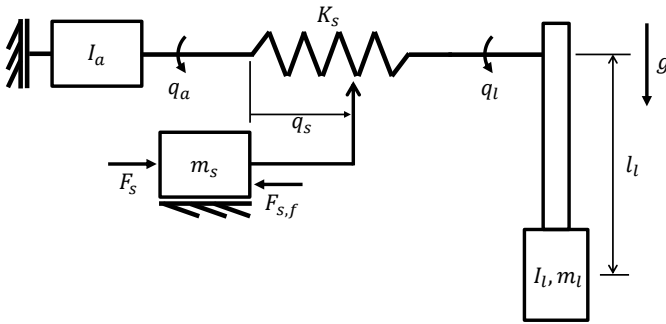 K_s
I_a
g
q_a
q_l
q_s
l_l
m_s
F_s
F_{s,f}
I_l, m_l